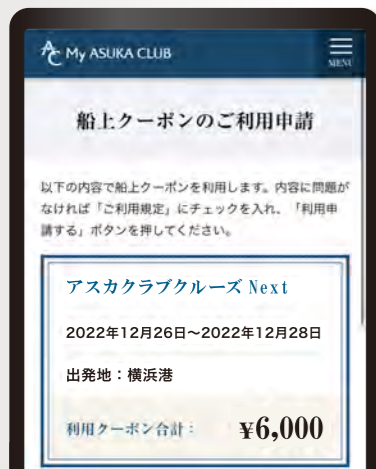 AC My ASUKA CLUB
MENU
船上クーポンのご利用申請
以下の内容で船上クーポンを利用します。内容に問題が
なければ「ご利用規定」にチェックを入れ、「利用申
請する」ボタンを押してください。
アスカクラブクルーズ Next
2022年12月26日〜2022年12月28日
出発地：横浜港
利用クーポン合計： ¥6,000